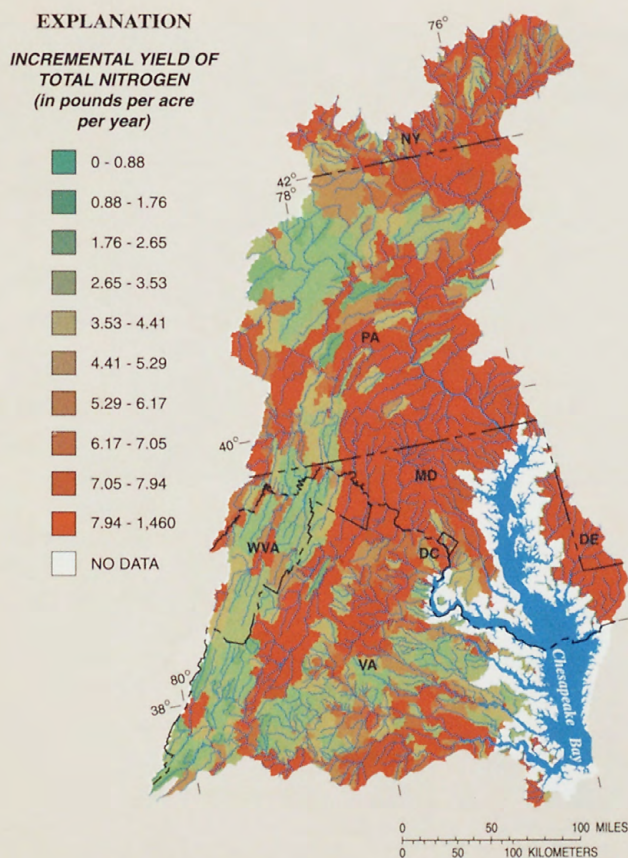 EXPLANATION
INCREMENTAL YIELD OF
TOTAL NITROGEN
(in pounds per acre
per year)
0 - 0.88
0.88 - 1.76
1.76 - 2.65
2.65 - 3.53
3.53 - 4.41
4.41 - 5.29
5.29 - 6.17
6.17 - 7.05
7.05 - 7.94
7.94 - 1,460
NO DATA
76°
NY
42°
78°
PA
40°
MD
WVA
DC
DE
VA
80°
38°
Chesapeake
Bay
0 50 100 MILES
0 50 100 KILOMETERS